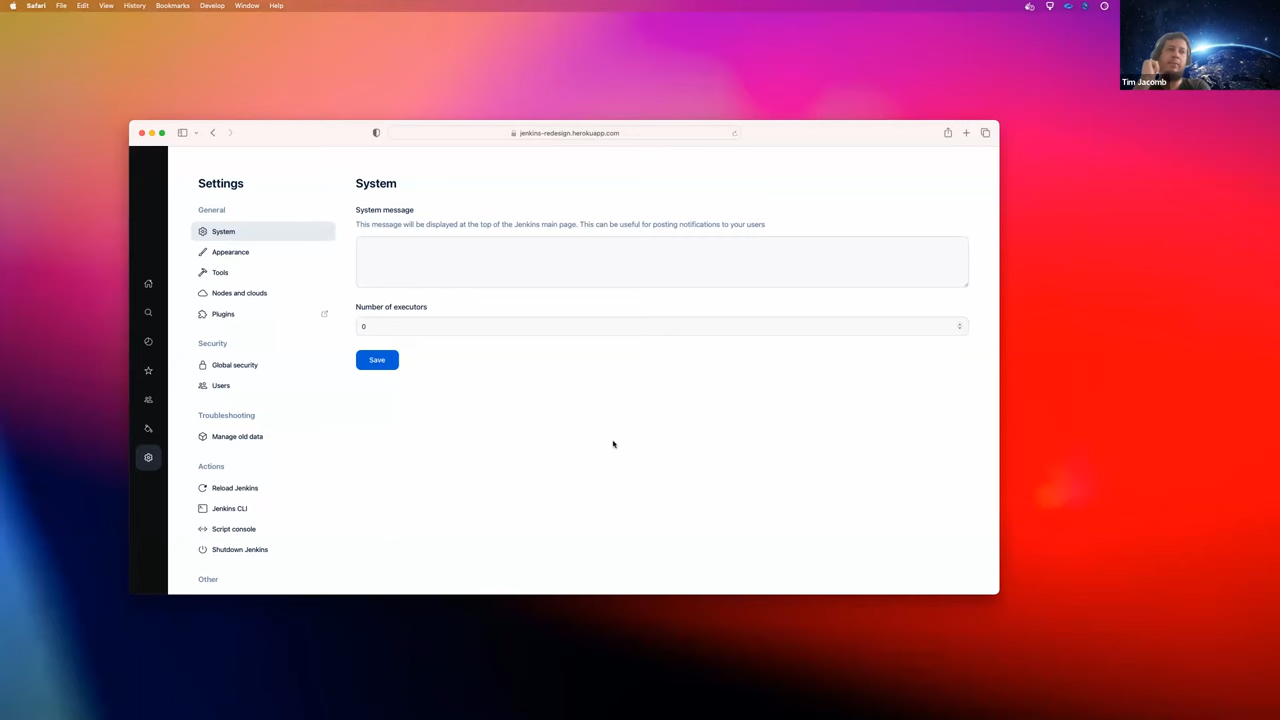 Safari File Edit View History Bookmarks Develop Window Help
Tim Jacomb
jenkins-redesign.herokuapp.com
Settings
General
System
Appearance
Tools
Nodes and clouds
Plugins
Security
Global security
Users
Troubleshooting
Manage old data
Actions
Reload Jenkins
Jenkins CLI
Script console
Shutdown Jenkins
Other
System
System message
This message will be displayed at the top of the Jenkins main page. This can be useful for posting notifications to your users
Number of executors
0
Save